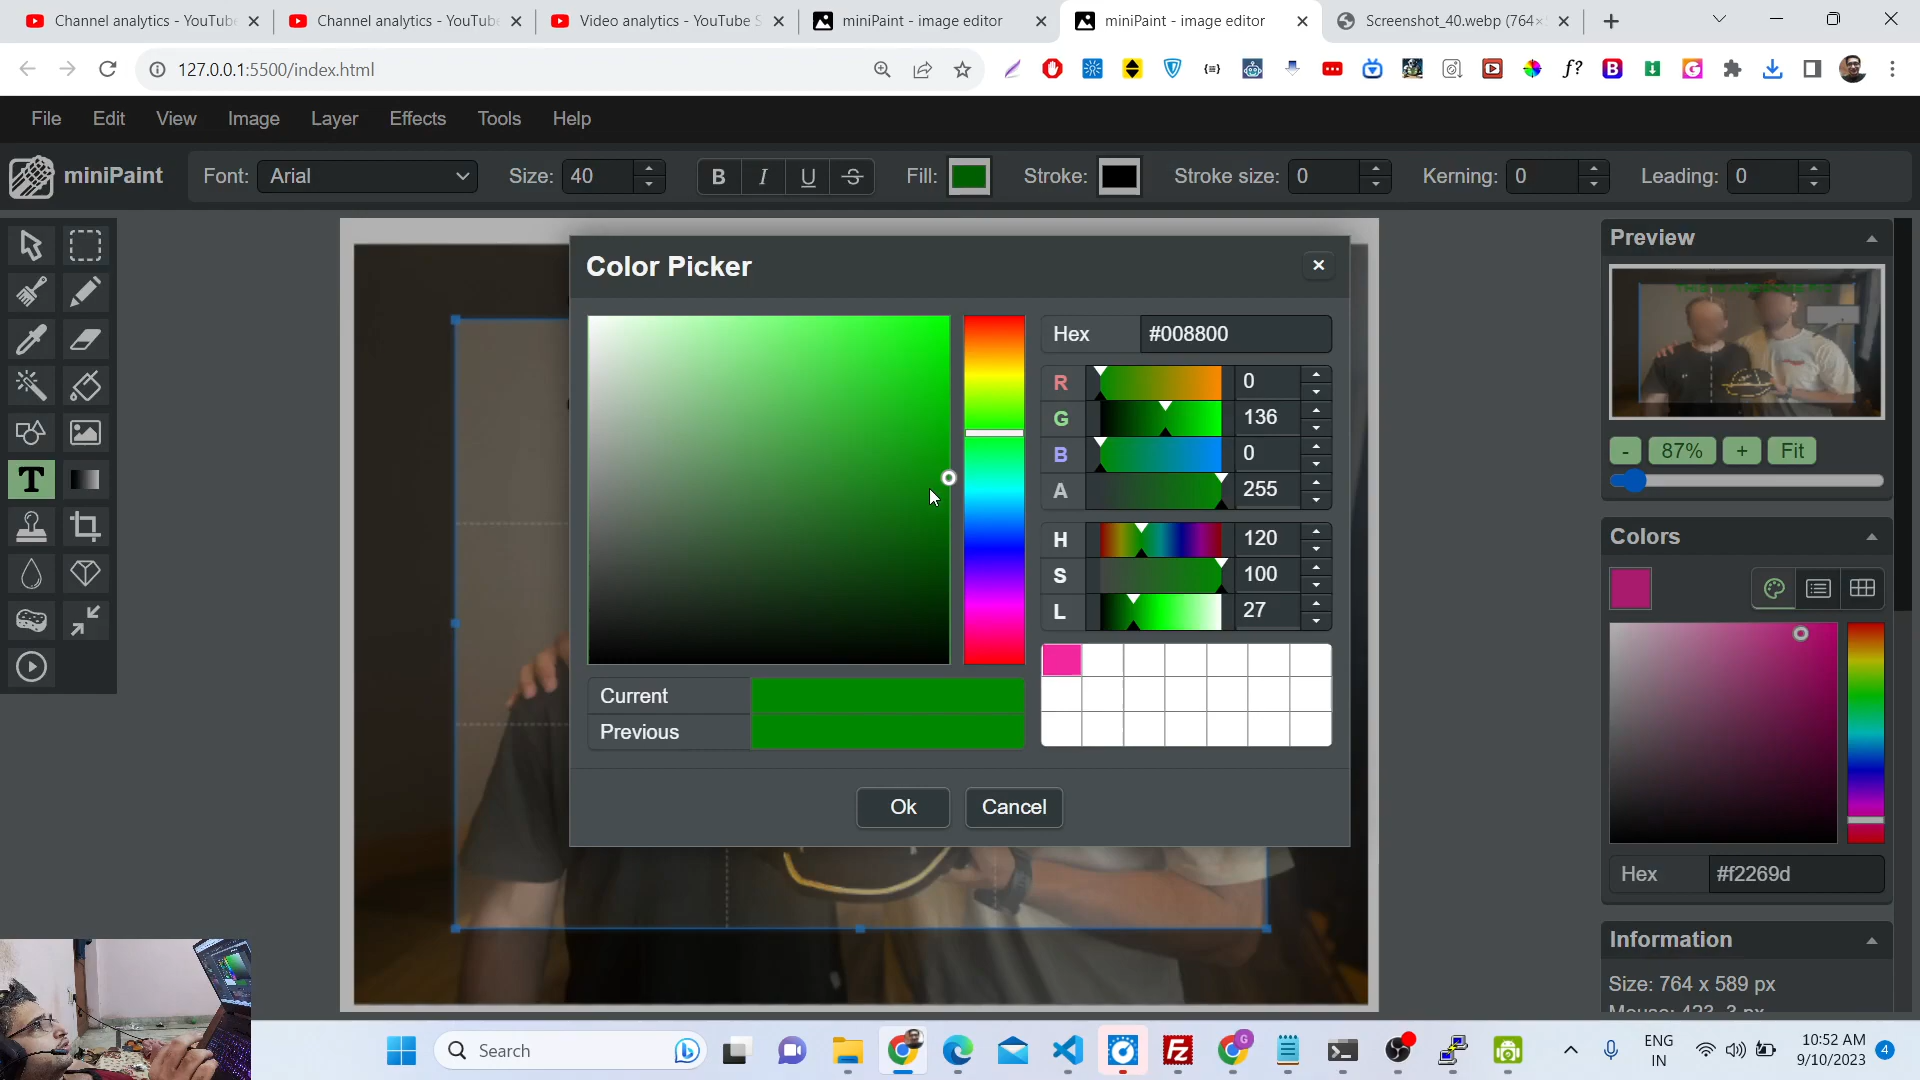 Channel analytics - YouTube
Channel analytics - YouTube
Video analytics - YouTube S
miniPaint - image editor
miniPaint - image editor
Screenshot_40.webp (764×5
127.0.0.1:5500/index.html
File Edit View Image Layer Effects Tools Help
miniPaint
Font: Arial
Size: 40
B I U S
Fill:
Stroke:
Stroke size: 0
Kerning: 0
Leading: 0
Color Picker
Hex #008800
R 0
G 136
B 0
A 255
H 120
S 100
L 27
Current
Previous
Ok Cancel
Preview
- 87% + Fit
Colors
Hex #f2269d
Information
Size: 764 x 589 px
Search
ENG
IN
10:52 AM
9/10/2023
4